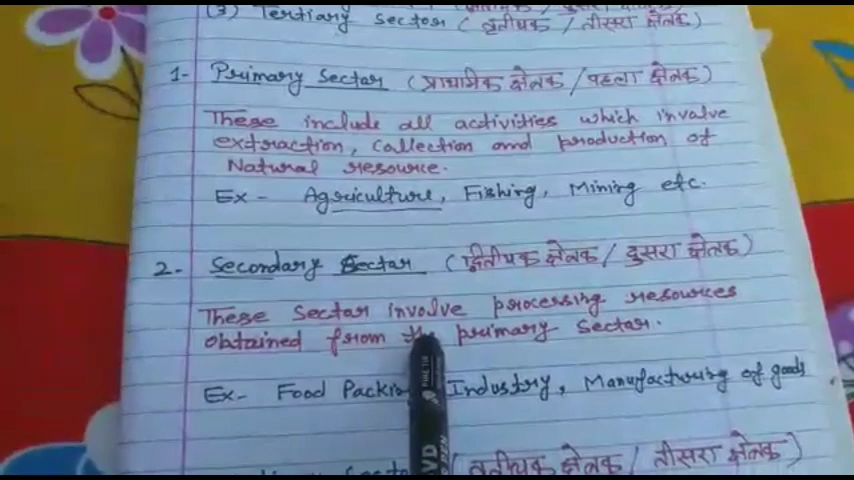 (3) Tertiary Sector (तृतीयक / तीसरा क्षेत्रक)
1- Primary Sector (प्राथमिक क्षेत्रक / पहला क्षेत्रक)
These include all activities which involve
extraction, collection and production of
Natural resource.
Ex - Agriculture, Fishing, Mining etc.
2- Secondary Sector (द्वितीयक क्षेत्रक / दुसरा क्षेत्रक)
These Sector involve processing resources
obtained from the primary Sector.
Ex- Food Packing Industry, Manufacturing of goods
(तृतीयक क्षेत्रक / तीसरा क्षेत्रक)